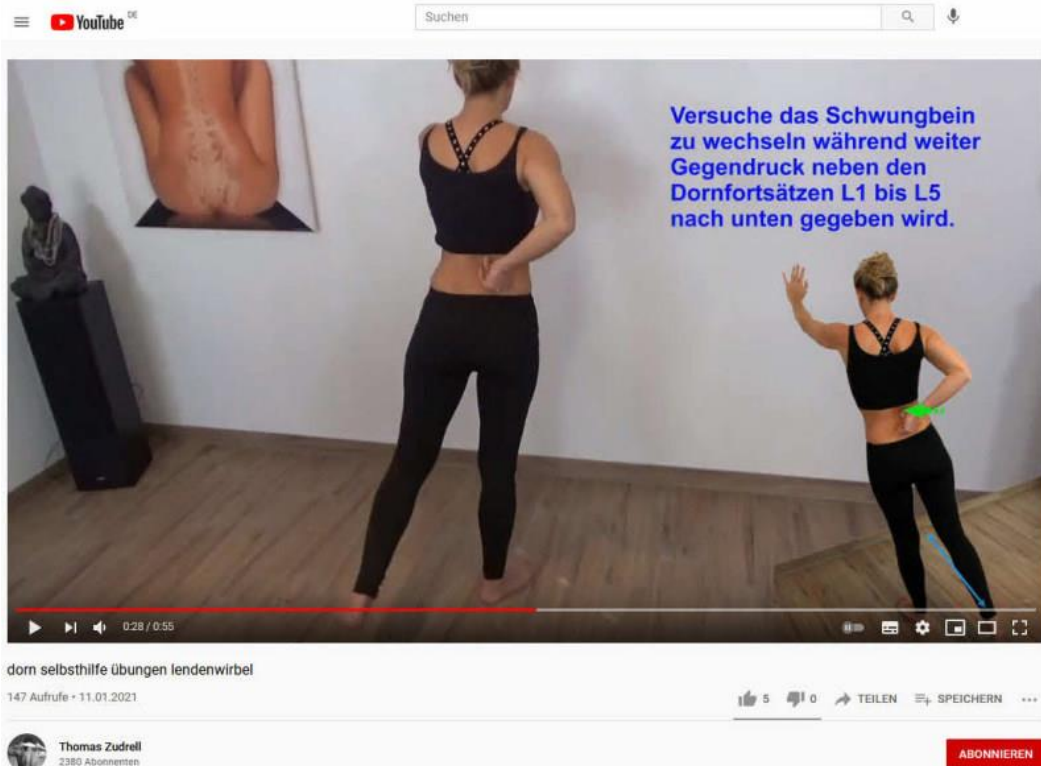 YouTube DE
Suchen
Versuche das Schwungbein
zu wechseln während weiter
Gegendruck neben den
Dornfortsätzen L1 bis L5
nach unten gegeben wird.
0:28 / 0:55
dorn selbsthilfe übungen lendenwirbel
147 Aufrufe • 11.01.2021
5 0 TEILEN SPEICHERN
Thomas Zudrell
2380 Abonnenten
ABONNIEREN